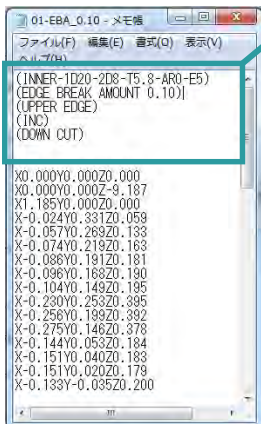 01-EBA_0.10 - メモ帳
ファイル(F) 編集(E) 書式(O) 表示(V)
ヘルプ(H)
(INNER-1D20-2D8-T5.8-AR0-E5)
(EDGE BREAK AMOUNT 0.10)
(UPPER EDGE)
(INC)
(DOWN CUT)
X0.000Y0.000Z0.000
X0.000Y0.000Z-9.187
X1.185Y0.000Z0.000
X-0.024Y0.331Z0.059
X-0.057Y0.269Z0.133
X-0.074Y0.219Z0.163
X-0.086Y0.191Z0.181
X-0.096Y0.168Z0.190
X-0.104Y0.149Z0.195
X-0.230Y0.253Z0.395
X-0.256Y0.199Z0.392
X-0.275Y0.146Z0.378
X-0.144Y0.053Z0.184
X-0.151Y0.040Z0.183
X-0.151Y0.020Z0.179
X-0.133Y-0.035Z0.200